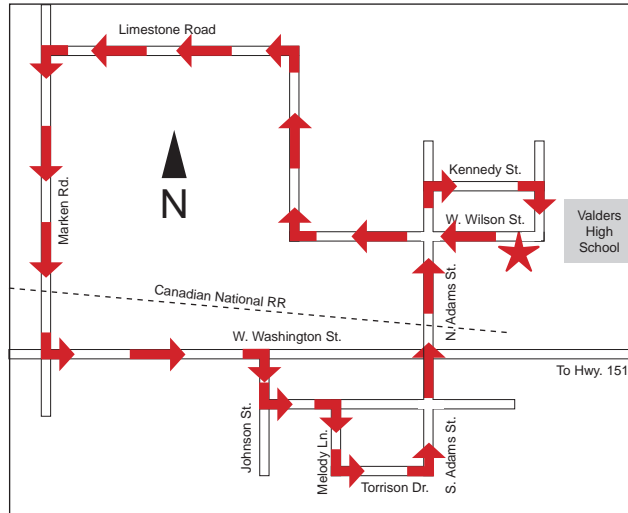 Limestone Road
Kennedy St.
Marken Rd.
N
W. Wilson St.
Valders
High
School
Canadian National RR
N. Adams St.
W. Washington St.
To Hwy. 151
Johnson St.
Melody Ln.
S. Adams St.
Torrison Dr.